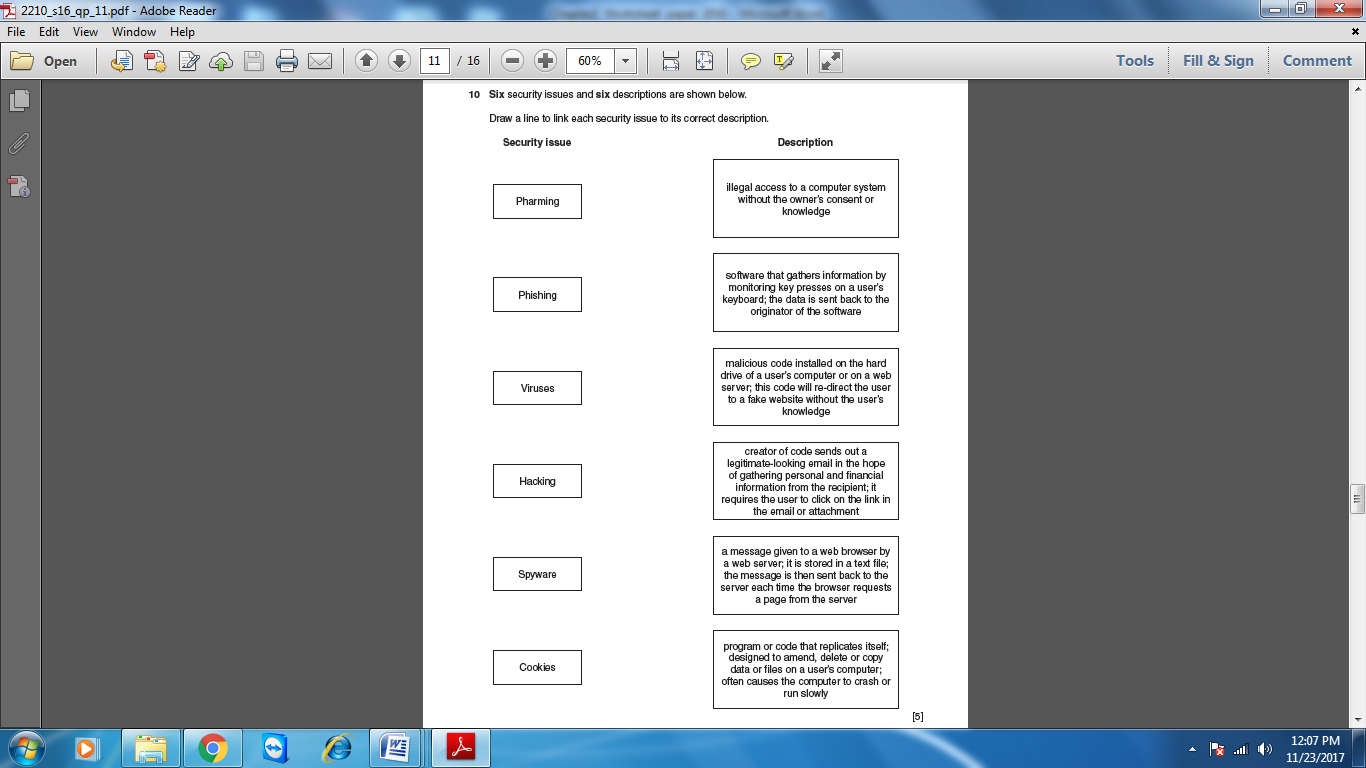 2210_s16_qp_11.pdf - Adobe Reader
File Edit View Window Help
Open
11 / 16
60%
Tools Fill & Sign Comment
10 Six security issues and six descriptions are shown below.
Draw a line to link each security issue to its correct description.
Security issue Description
Pharming
illegal access to a computer system
without the owner's consent or
knowledge
Phishing
software that gathers information by
monitoring key presses on a user's
keyboard; the data is sent back to the
originator of the software
Viruses
malicious code installed on the hard
drive of a user's computer or on a web
server; this code will re-direct the user
to a fake website without the user's
knowledge
Hacking
creator of code sends out a
legitimate-looking email in the hope
of gathering personal and financial
information from the recipient; it
requires the user to click on the link in
the email or attachment
Spyware
a message given to a web browser by
a web server; it is stored in a text file;
the message is then sent back to the
server each time the browser requests
a page from the server
Cookies
program or code that replicates itself;
designed to amend, delete or copy
data or files on a user's computer;
often causes the computer to crash or
run slowly
[5]
12:07 PM
11/23/2017